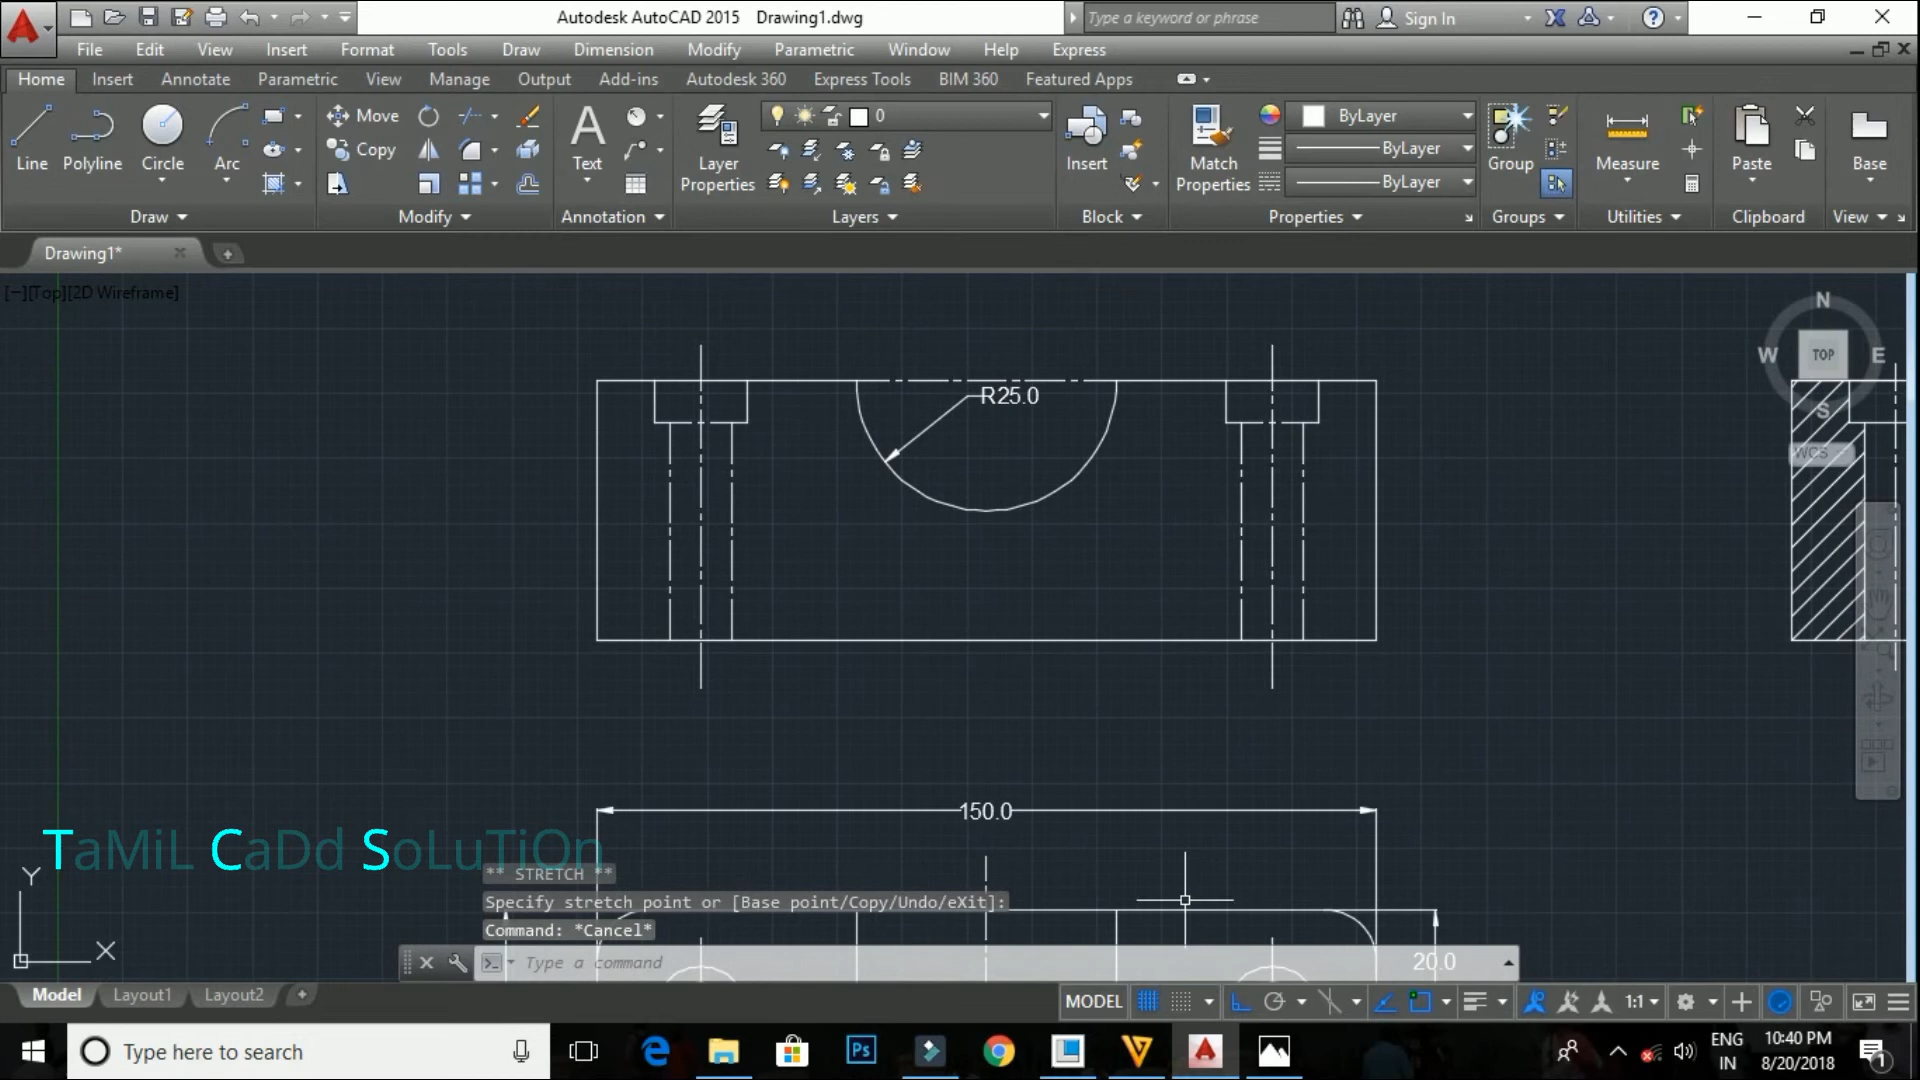 Autodesk AutoCAD 2015 Drawing1.dwg
Type a keyword or phrase
Sign In
File Edit View Insert Format Tools Draw Dimension Modify Parametric Window Help Express
Home Insert Annotate Parametric View Manage Output Add-ins Autodesk 360 Express Tools BIM 360 Featured Apps
Line Polyline Circle Arc
Move
Copy
Text
Layer Properties
0
Insert
Match Properties
ByLayer
ByLayer
ByLayer
Group
Measure
Paste
Base
Draw Modify Annotation Layers Block Properties Groups Utilities Clipboard View
Drawing1*
[−][Top][2D Wireframe]
N
W TOP E
S
WCS
R25.0
150.0
TaMiL CaDd SoLuTiOn
** STRETCH **
Specify stretch point or [Base point/Copy/Undo/eXit]:
Command: *Cancel*
Type a command
20.0
Y
X
Model Layout1 Layout2
MODEL
1:1
Type here to search
Ps
ENG
IN
10:40 PM
8/20/2018
1